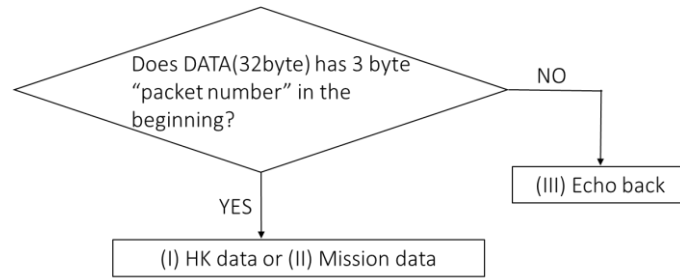 Does DATA(32byte) has 3 byte
“packet number” in the
beginning?
NO
(III) Echo back
YES
(I) HK data or (II) Mission data